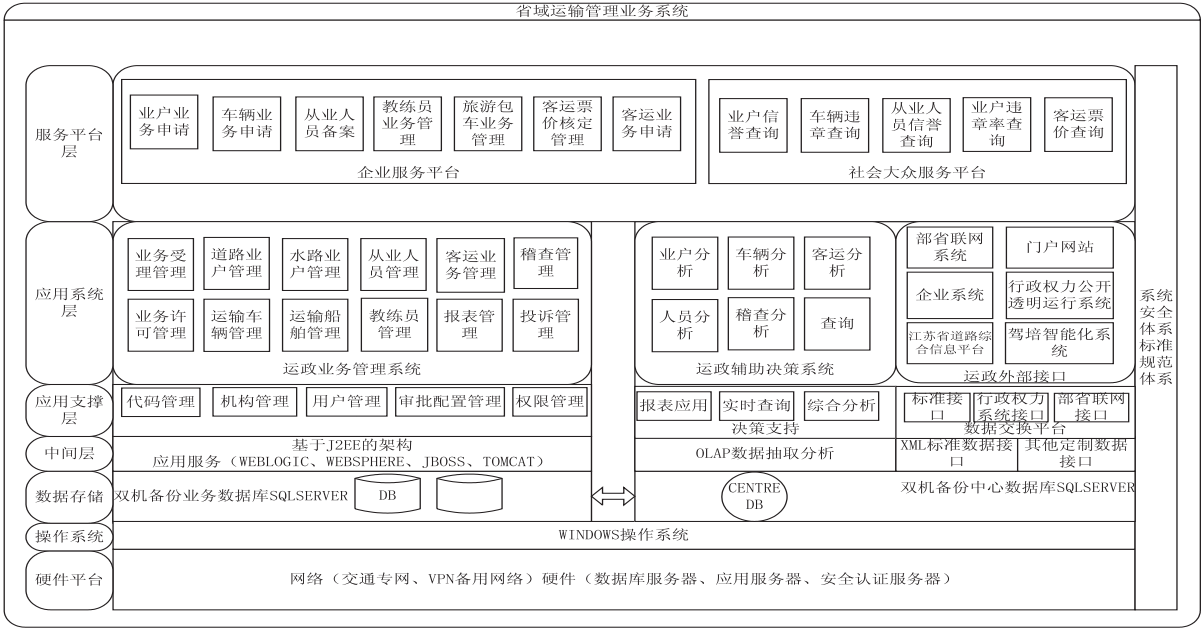 省域运输管理业务系统
服务平台
层
业户业
务申请
车辆业
务申请
从业人
员备案
教练员
业务管
理
旅游包
车业务
管理
客运票
价核定
管理
客运业
务申请
企业服务平台
业户信
誉查询
车辆违
章查询
从业人
员信誉
查询
业户违
章率查
询
客运票
价查询
社会大众服务平台
应用系统
层
业务受
理管理
道路业
户管理
水路业
户管理
从业人
员管理
客运业
务管理
稽查管
理
业务许
可管理
运输车
辆管理
运输船
舶管理
教练员
管理
报表管
理
投诉管
理
运政业务管理系统
业户分
析
车辆分
析
客运分
析
人员分
析
稽查分
析
查询
运政辅助决策系统
部省联网
系统
门户网站
企业系统
行政权力公开
透明运行系统
江苏省道路综
合信息平台
驾培智能化系
统
运政外部接口
系统
安全
体系
标准
规范
体系
应用支撑
层
代码管理
机构管理
用户管理
审批配置管理
权限管理
报表应用
实时查询
综合分析
决策支持
标准接
口
行政权力
系统接口
部省联网
接口
数据交换平台
中间层
基于J2EE的架构
应用服务（WEBLOGIC、WEBSPHERE、JBOSS、TOMCAT）
OLAP数据抽取分析
XML标准数据接
口
其他定制数据
接口
数据存储
双机备份业务数据库SQLSERVER
DB
CENTRE
DB
双机备份中心数据库SQLSERVER
操作系统
WINDOWS操作系统
硬件平台
网络（交通专网、VPN备用网络）硬件（数据库服务器、应用服务器、安全认证服务器）